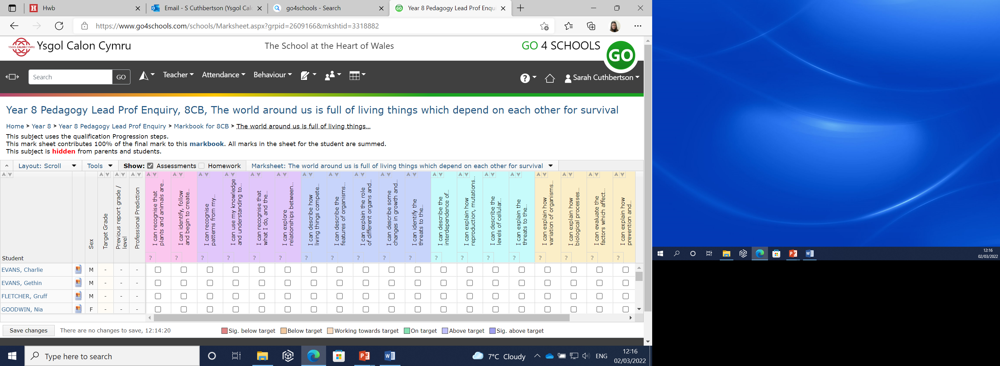 Hwb
Email - S Cuthbertson (Ysgol Cal
go4schools - Search
Year 8 Pedagogy Lead Prof Enqu
https://www.go4schools.com/schools/Marksheet.aspx?grpid=2609166&mkshtid=3318882
YSGOL CALON CYMRU
Ysgol Calon Cymru
The School at the Heart of Wales
GO 4 SCHOOLS
GO
Search
GO
Teacher
Attendance
Behaviour
Sarah Cuthbertson
Year 8 Pedagogy Lead Prof Enquiry, 8CB, The world around us is full of living things which depend on each other for survival
Home > Year 8 > Year 8 Pedagogy Lead Prof Enquiry > Markbook for 8CB > The world around us is full of living things...
This subject uses the qualification Progression steps.
This mark sheet contributes 100% of the final mark to this markbook. All marks in the sheet for the student are summed.
This subject is hidden from parents and students.
Layout: Scroll
Tools
Show: Assessments Homework
Marksheet: The world around us is full of living things which depend on each other for survival
Student
Sex
Target Grade
Previous report grade /
level
Professional Prediction
I can recognise that
plants and animals are...
I can identify, follow
and begin to create...
I can recognise
patterns from my...
I can use my knowledge
and understanding to...
I can recognise that
what I do, and the...
I can explore
relationships between...
I can describe how
living things compete...
I can describe the
features of organisms...
I can explain the role
of different organs and...
I can describe some
changes in growth and...
I can identify the
threats to the...
I can describe the
interdependence of...
I can explain how
reproduction, mutations...
I can describe the
levels of cellular...
I can explain the
threats to the...
I can explain how
variation of organisms...
I can explain how
biological processes...
I can evaluate the
factors which affect...
I can explain how
prevention and...
? ? ? ? ? ? ? ? ? ? ? ? ? ? ? ? ? ? ?
EVANS, Charlie M - - -
EVANS, Gethin M - - -
FLETCHER, Gruff M - - -
GOODWIN, Nia F - - -
Save changes
There are no changes to save, 12:14:20
Sig. below target Below target Working towards target On target Above target Sig. above target
Type here to search
7°C Cloudy
ENG
12:16
02/03/2022
12:16
02/03/2022